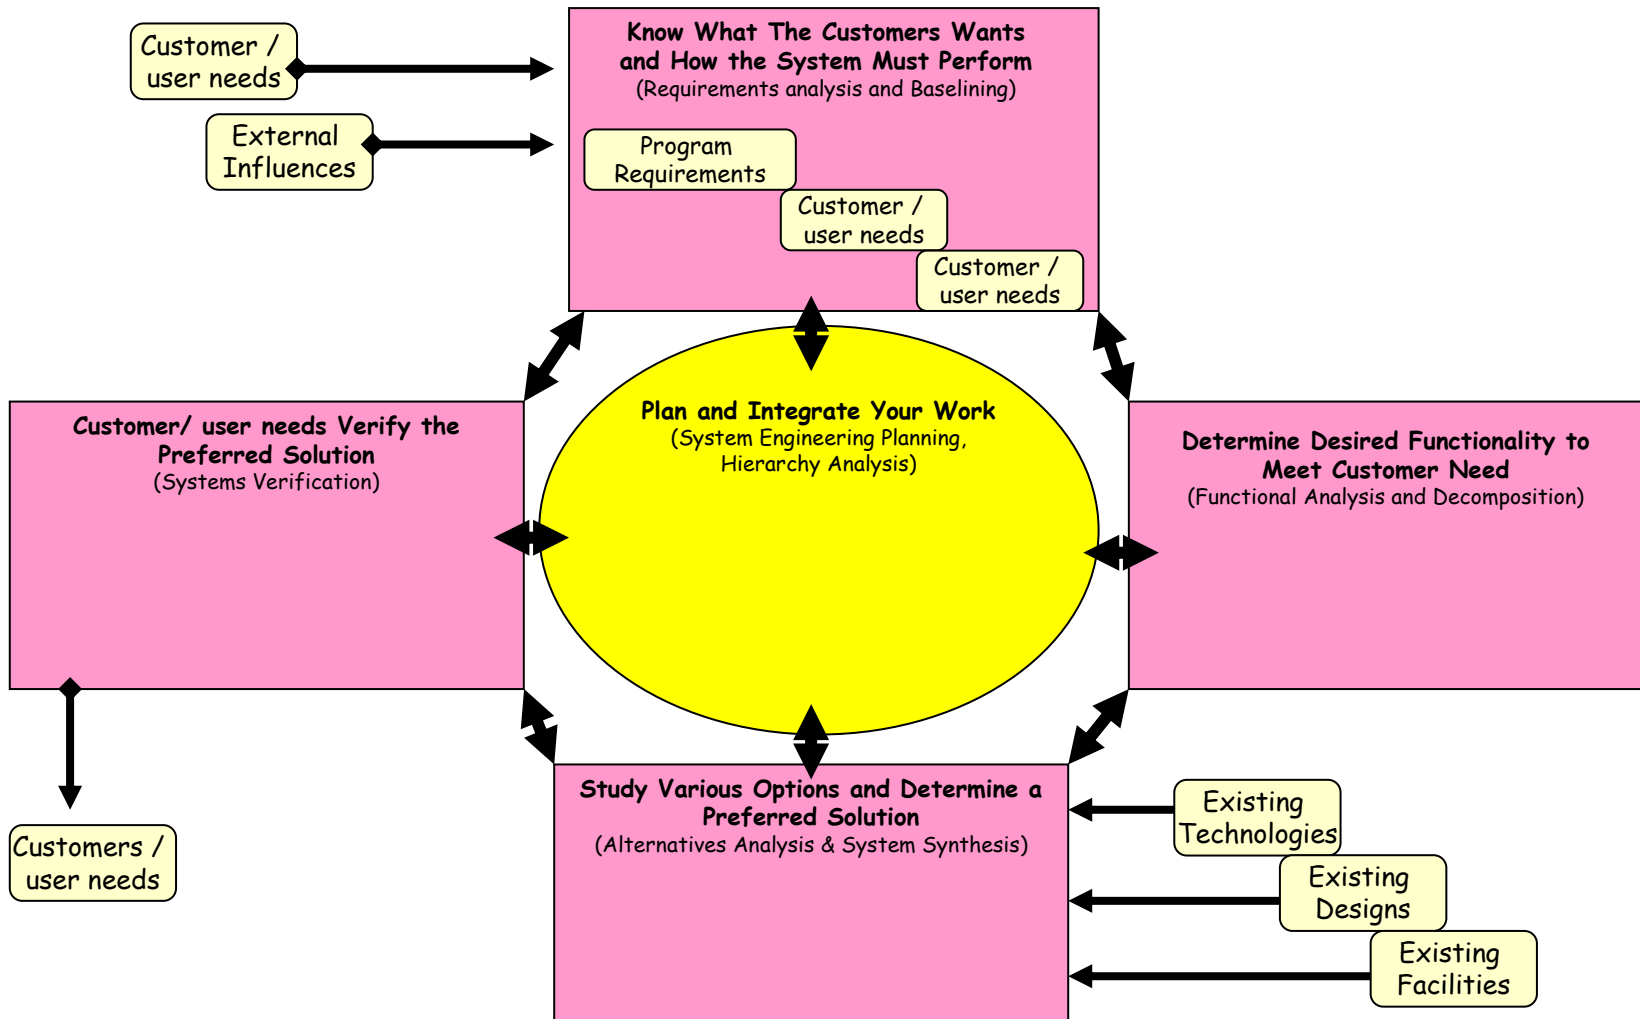 Customer /
user needs
External
Influences
Know What The Customers Wants
and How the System Must Perform
(Requirements analysis and Baselining)
Program
Requirements
Customer /
user needs
Customer /
user needs
Customer/ user needs Verify the
Preferred Solution
(Systems Verification)
Plan and Integrate Your Work
(System Engineering Planning,
Hierarchy Analysis)
Determine Desired Functionality to
Meet Customer Need
(Functional Analysis and Decomposition)
Customers /
user needs
Study Various Options and Determine a
Preferred Solution
(Alternatives Analysis & System Synthesis)
Existing
Technologies
Existing
Designs
Existing
Facilities